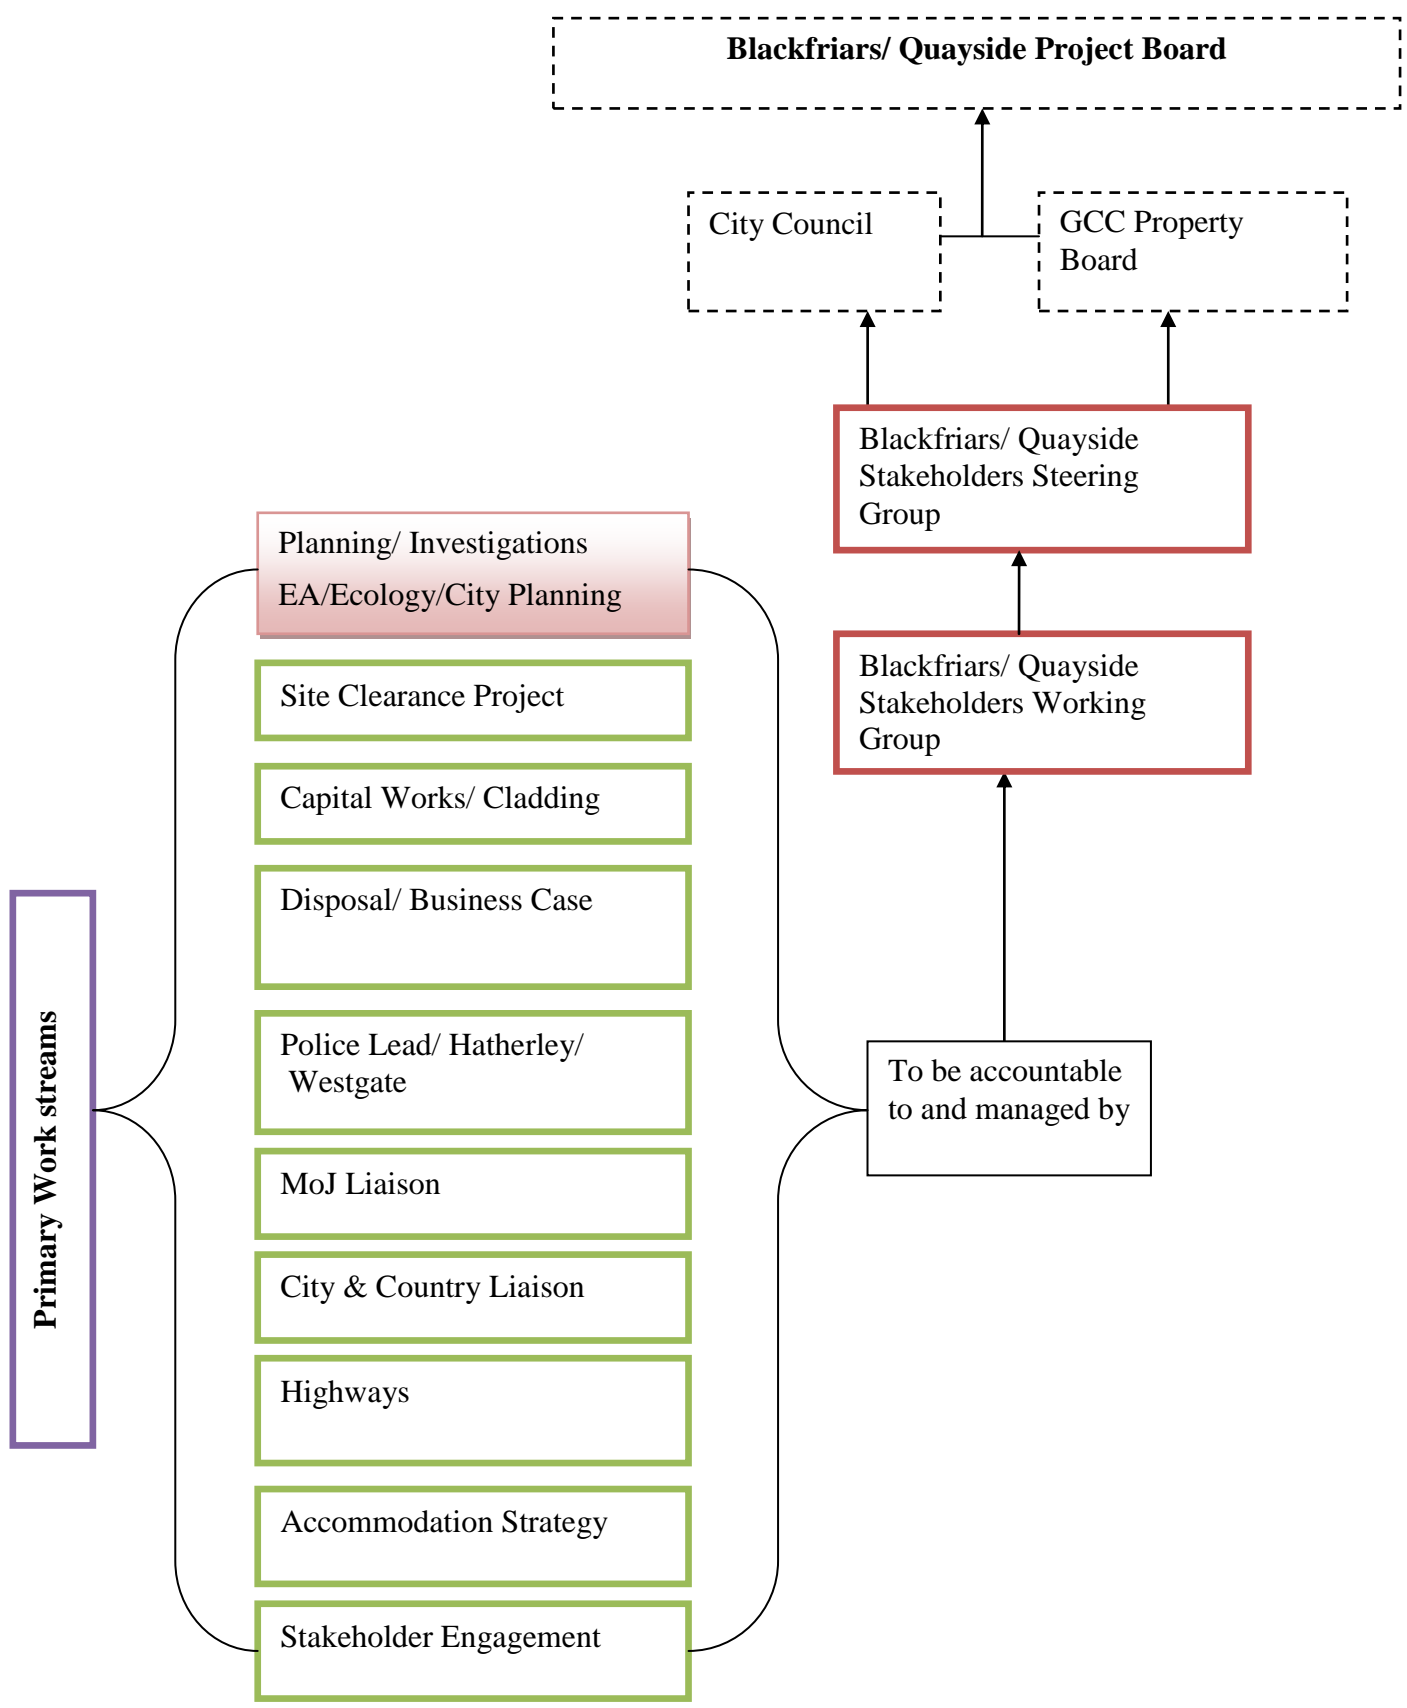 Blackfriars/ Quayside Project Board
City Council
GCC Property
Board
Blackfriars/ Quayside
Stakeholders Steering
Group
Planning/ Investigations
EA/Ecology/City Planning
Blackfriars/ Quayside
Stakeholders Working
Group
Site Clearance Project
Capital Works/ Cladding
Disposal/ Business Case
Police Lead/ Hatherley/
Westgate
To be accountable
to and managed by
Primary Work streams
MoJ Liaison
City & Country Liaison
Highways
Accommodation Strategy
Stakeholder Engagement